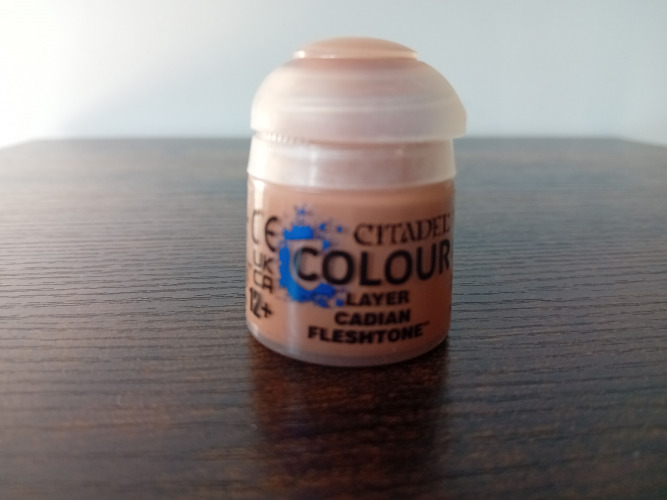 CE
UK
CA
12+
CITADEL
COLOUR
LAYER
CADIAN
FLESHTONE™